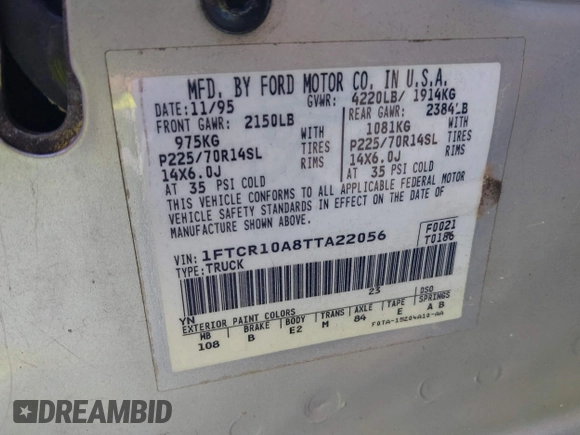 MFD. BY FORD MOTOR CO. IN U.S.A.
DATE: 11/95 GVWR: 4220LB/ 1914KG
FRONT GAWR: 2150LB REAR GAWR: 2384LB
975KG WITH 1081KG WITH
P225/70R14SL TIRES P225/70R14SL TIRES
14X6.0J RIMS 14X6.0J RIMS
AT 35 PSI COLD AT 35 PSI COLD
THIS VEHICLE CONFORMS TO ALL APPLICABLE FEDERAL MOTOR
VEHICLE SAFETY STANDARDS IN EFFECT ON THE DATE OF
MANUFACTURE SHOWN ABOVE.
VIN: 1FTCR10A8TTA22056 F0021
TYPE: TRUCK T0186
YN 23 DSO
EXTERIOR PAINT COLORS
WB BRAKE BODY TRANS AXLE TAPE SPRINGS
108 B E2 M 84 E A B
F0TA-15204A10-AA
DREAMBID